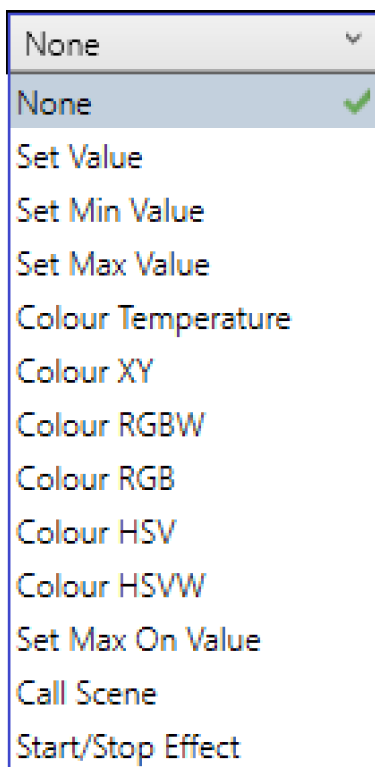 None
None
Set Value
Set Min Value
Set Max Value
Colour Temperature
Colour XY
Colour RGBW
Colour RGB
Colour HSV
Colour HSVW
Set Max On Value
Call Scene
Start/Stop Effect